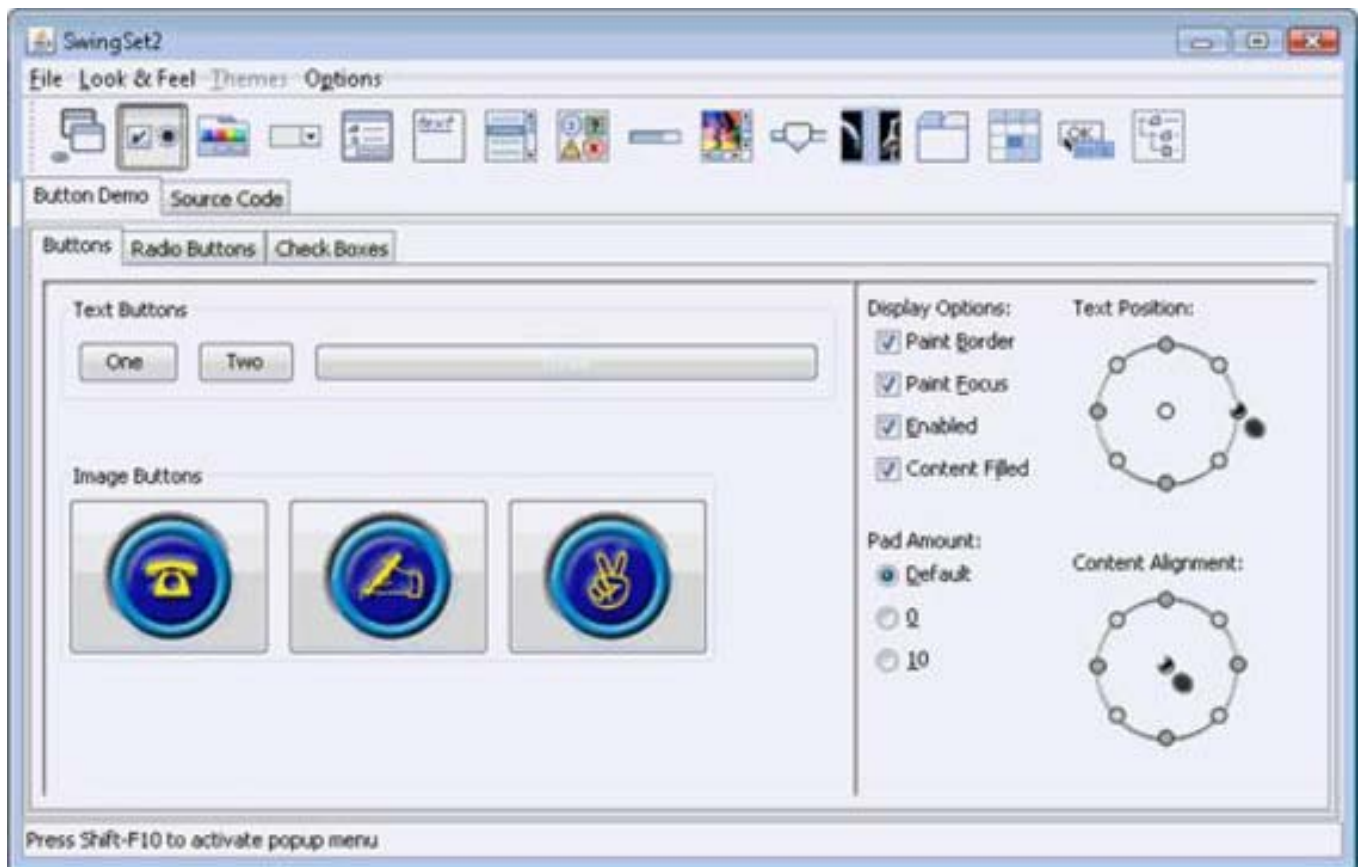 SwingSet2
File Look & Feel Themes Options
text
OK
Button Demo Source Code
Buttons Radio Buttons Check Boxes
Text Buttons
One Two
Image Buttons
Display Options:
Paint Border
Paint Focus
Enabled
Content Filled
Text Position:
Pad Amount:
Default
0
10
Content Alignment:
Press Shift-F10 to activate popup menu